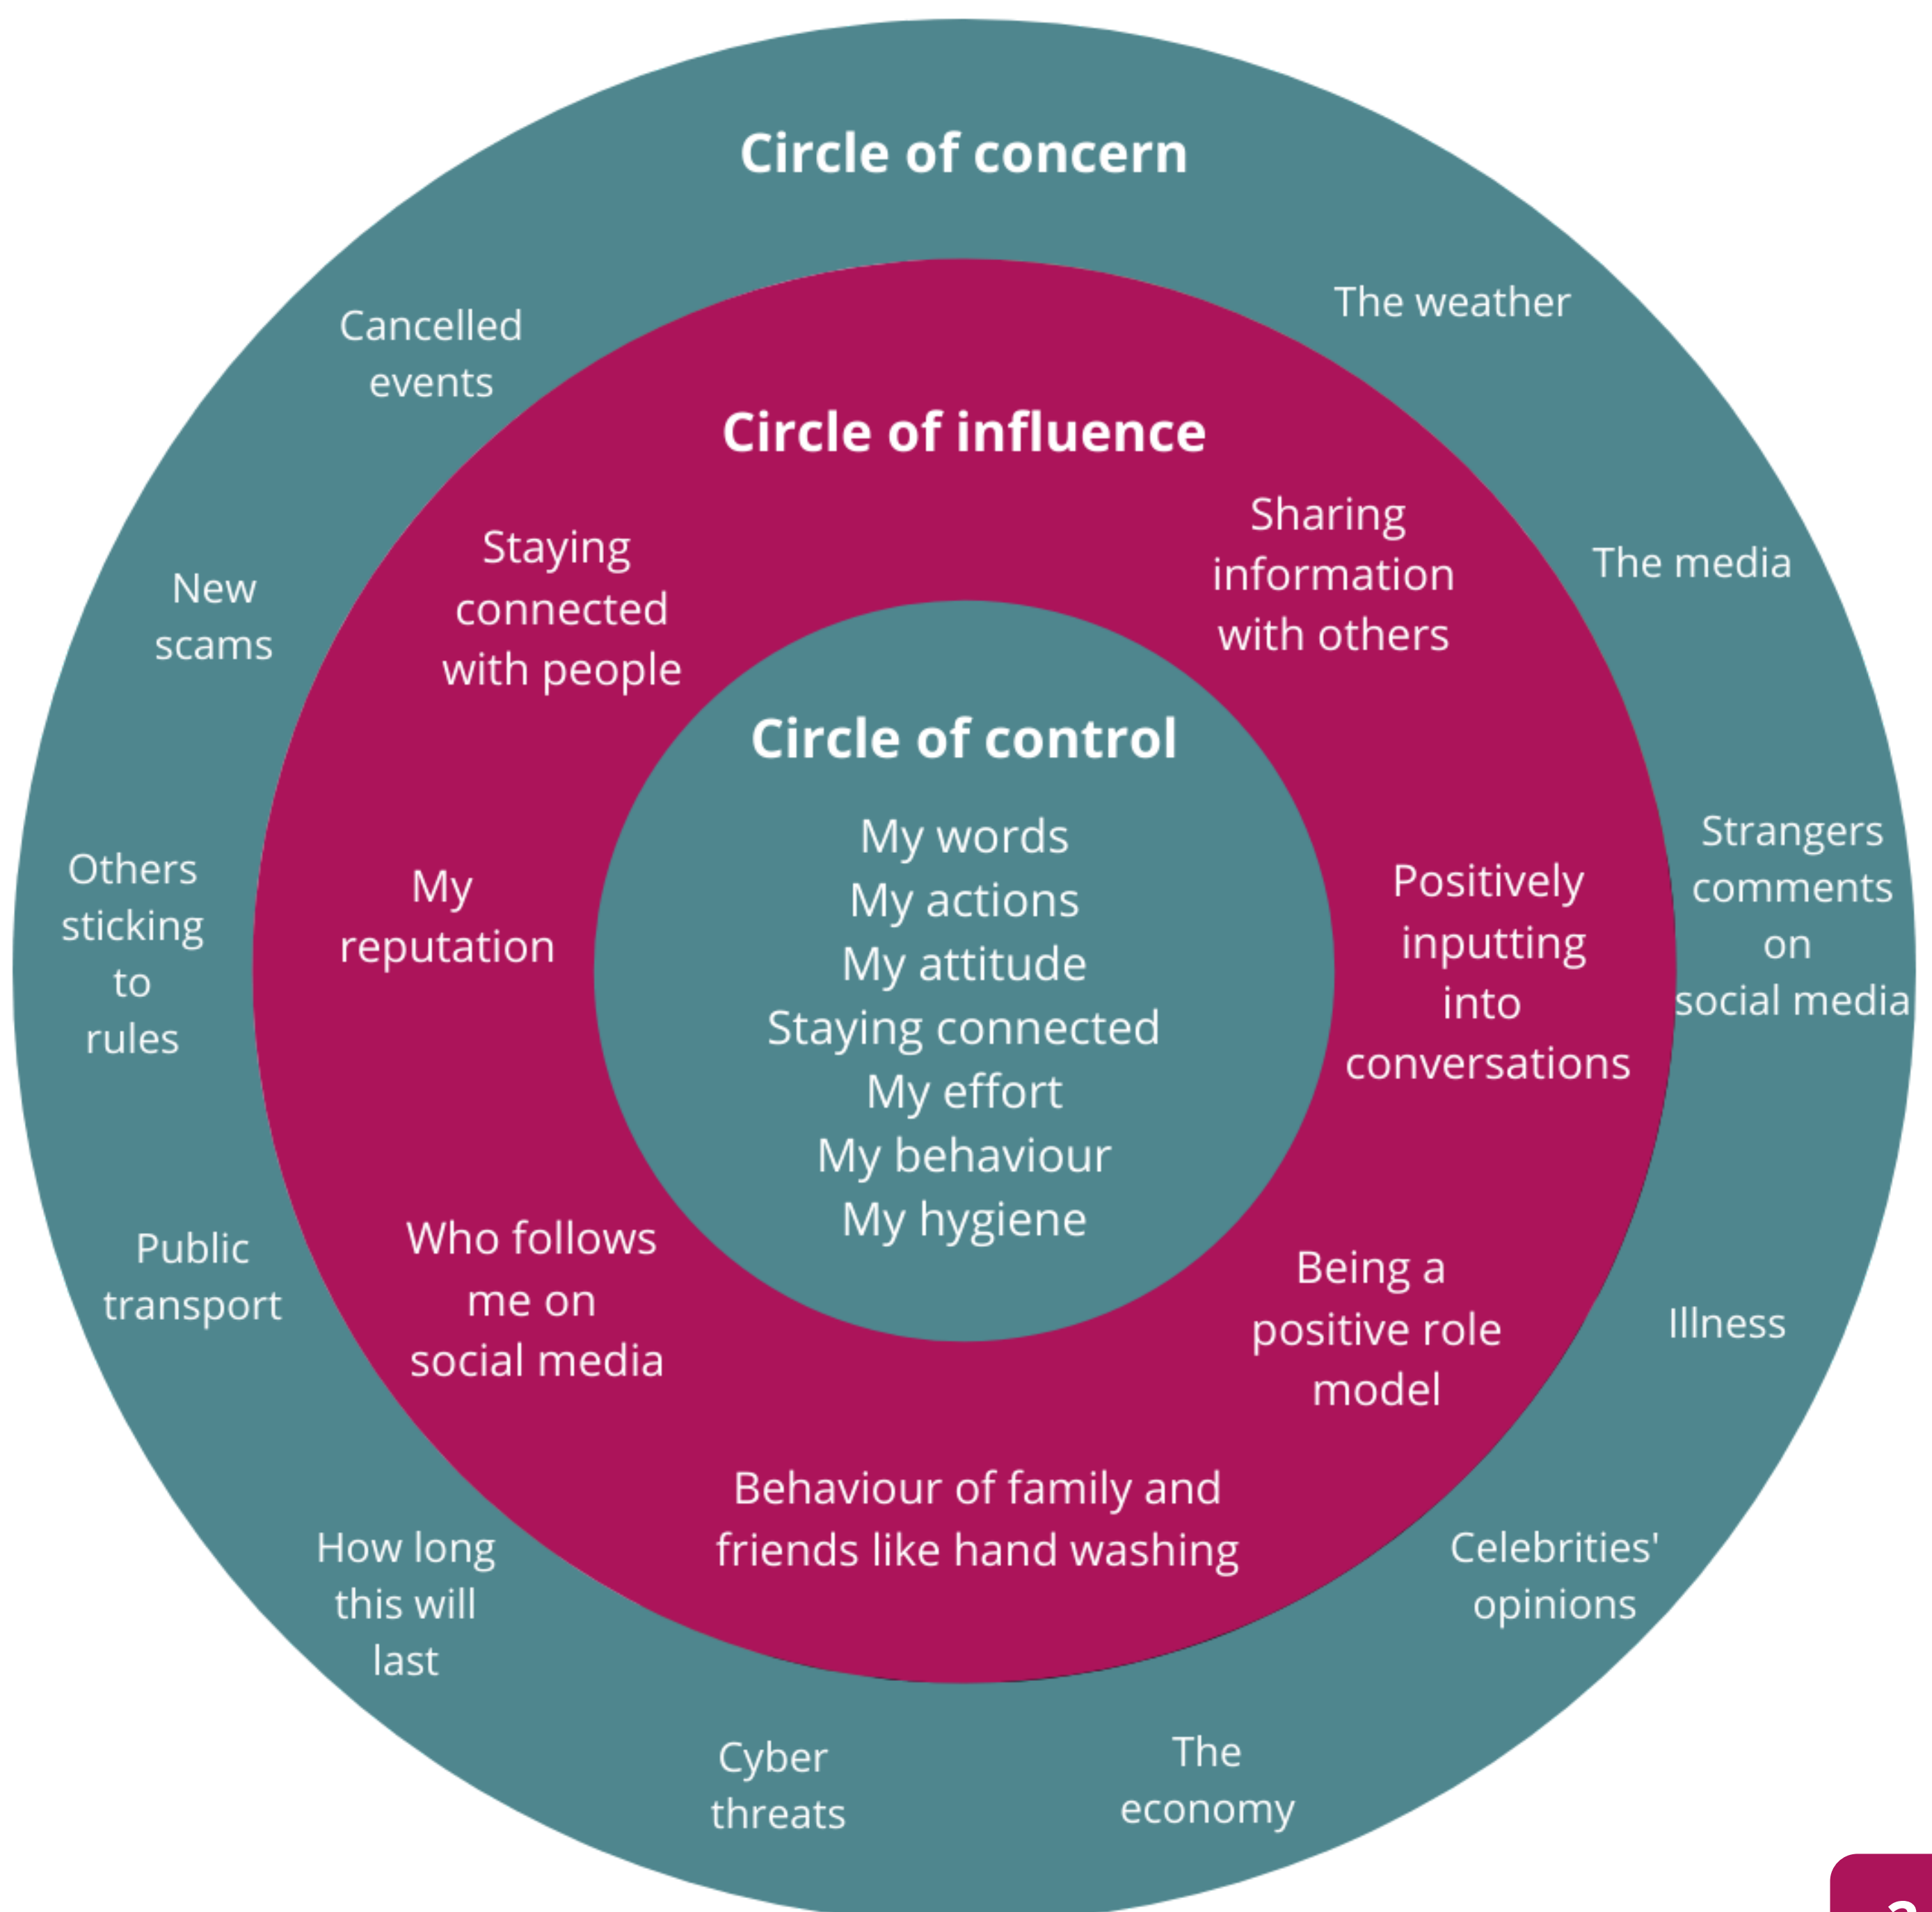 Circle of concern
Cancelled
events
The weather
New
scams
The media
Others
sticking
to
rules
Strangers
comments
on
social media
Public
transport
Illness
How long
this will
last
Celebrities'
opinions
Cyber
threats
The
economy
Circle of influence
Staying
connected
with people
Sharing
information
with others
My
reputation
Positively
inputting
into
conversations
Who follows
me on
social media
Being a
positive role
model
Behaviour of family and
friends like hand washing
Circle of control
My words
My actions
My attitude
Staying connected
My effort
My behaviour
My hygiene